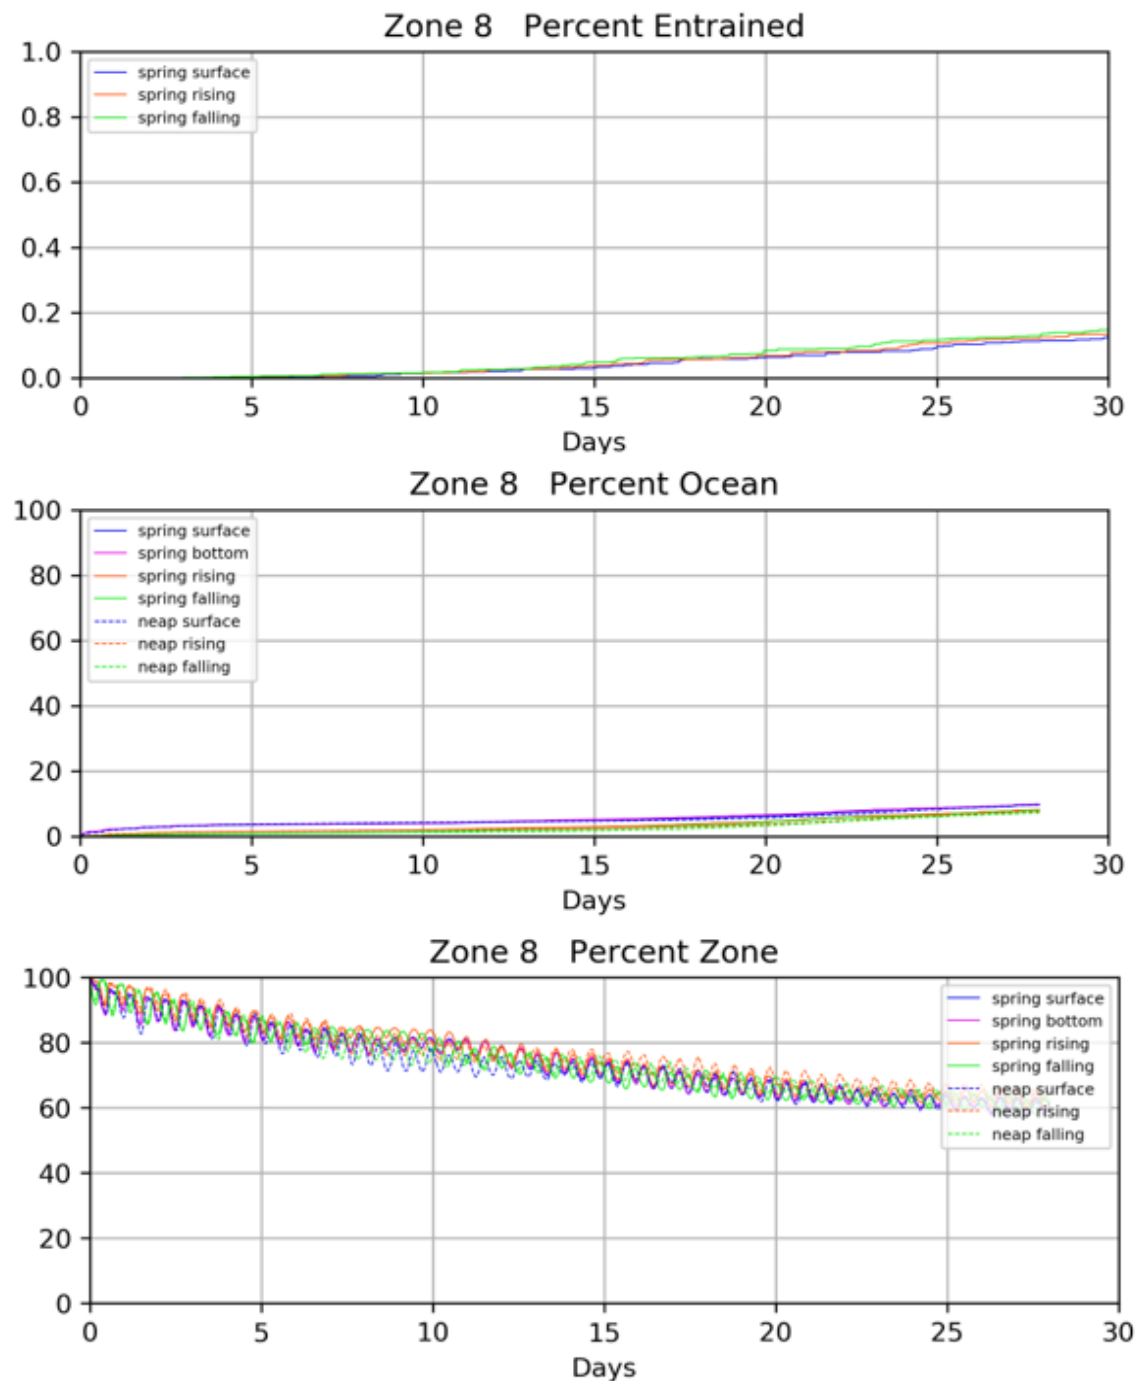 Zone 8   Percent Entrained
1.0
spring surface
spring rising
spring falling
0.8
0.6
0.4
0.2
0.0
0 5 10 15 20 25 30
Days
Zone 8   Percent Ocean
100
spring surface
spring bottom
spring rising
spring falling
neap surface
neap rising
neap falling
80
60
40
20
0
0 5 10 15 20 25 30
Days
Zone 8   Percent Zone
100
spring surface
spring bottom
spring rising
spring falling
neap surface
neap rising
neap falling
80
60
40
20
0
0 5 10 15 20 25 30
Days